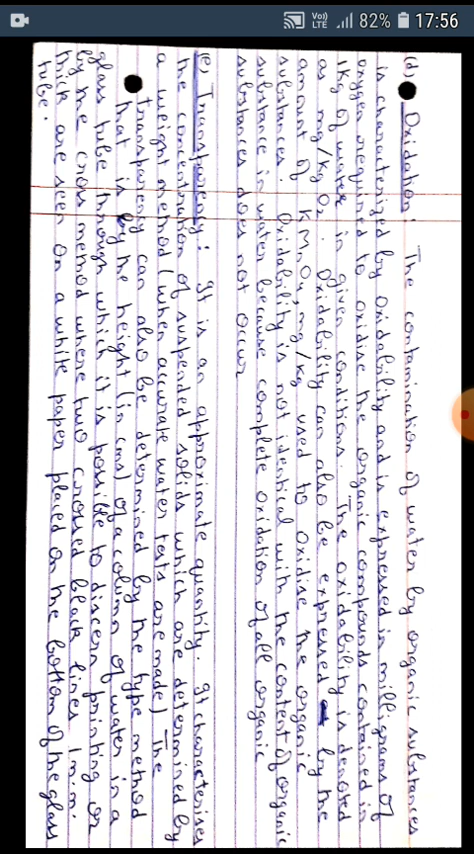 Vo))
LTE
82%
17:56
(d) Oxidation: The contamination of water by organic substances
is characterized by oxidability and is expressed in milligrams of
oxygen required to oxidise the organic compounds contained in
1kg of water in given conditions. The oxidability is denoted
as mg/kg O2. Oxidability can also be expressed by the
amount of KMnO4, mg/kg used to oxidise the organic
substances. Oxidability is not identical with the content of organic
substance in water because complete oxidation of all organic
substances does not occur
(e) Transparency: It is an approximate quantity. It characterises
the concentration of suspended solids which are determined by
a weight method (when accurate water tests are made) The
transparency can also be determined by the type method
that is by the height (in cms) of a column of water in a
glass tube through which it is possible to discern printing or
by the cross method where two crossed black lines 1 m.m.
thick are seen on a white paper placed on the bottom of the glass
tube.